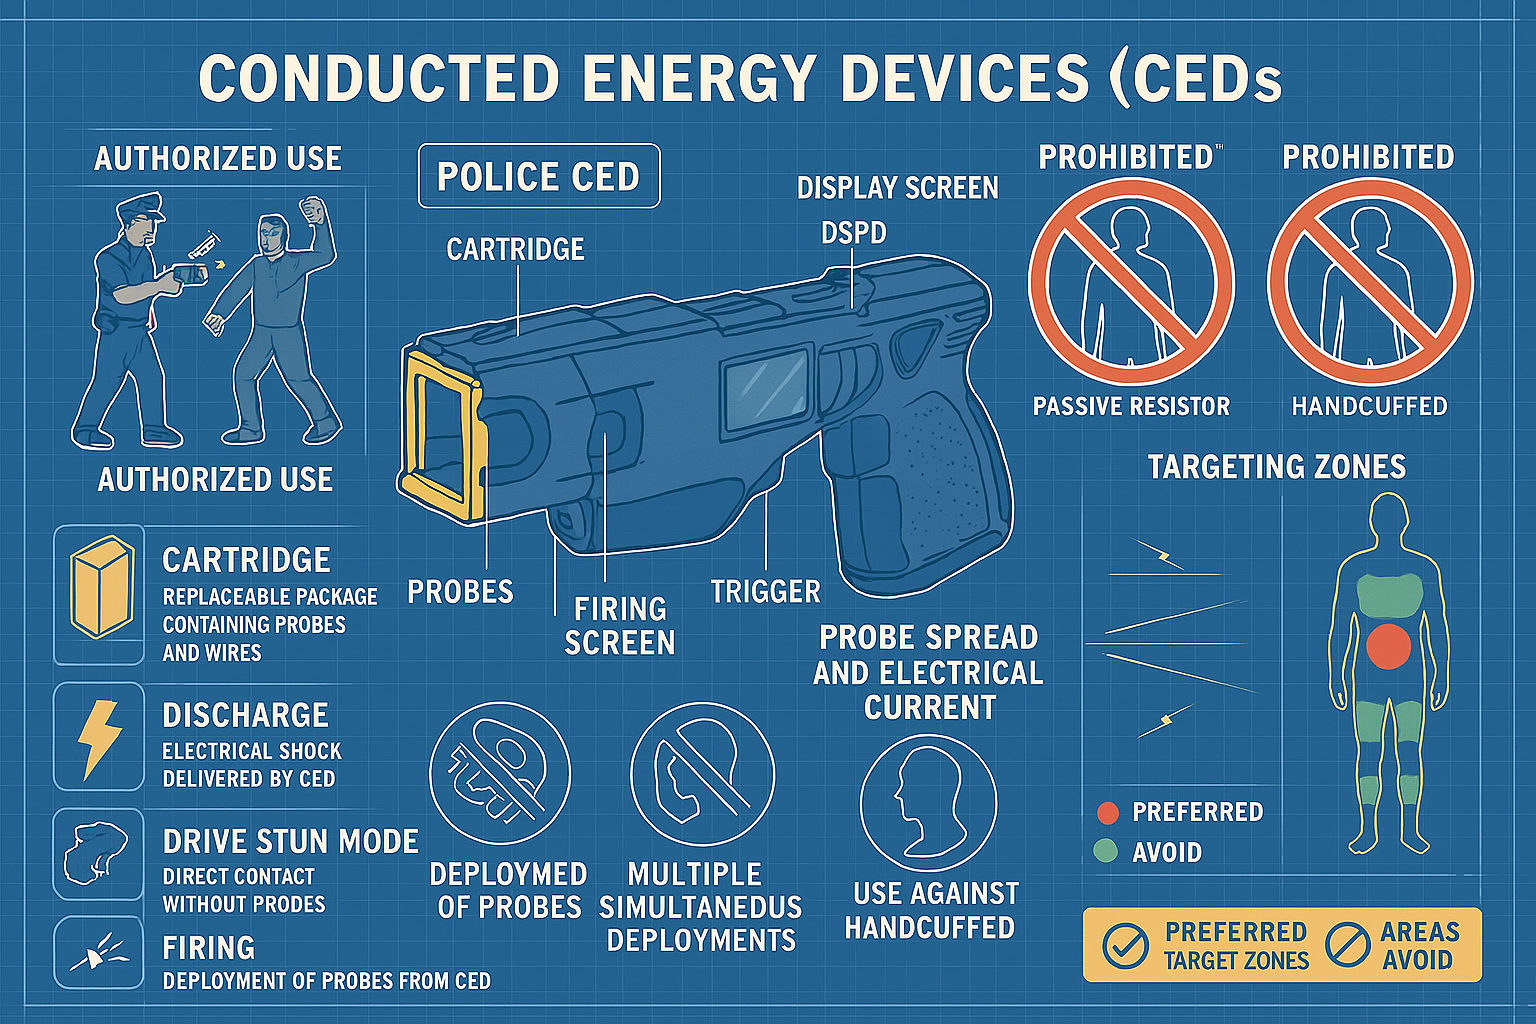 CONDUCTED ENERGY DEVICES (CEDs
AUTHORIZED USE
AUTHORIZED USE
POLICE CED
CARTRIDGE
DISPLAY SCREEN
DSPD
PROBES
FIRING
SCREEN
TRIGGER
PROHIBITED™
PASSIVE RESISTOR
PROHIBITED
HANDCUFFED
CARTRIDGE
REPLACEABLE PACKAGE
CONTAINING PROBES
AND WIRES
DISCHARGE
ELECTRICAL SHOCK
DELIVERED BY CED
DRIVE STUN MODE
DIRECT CONTACT
WITHOUT PRODES
FIRING
DEPLOYMENT OF PROBES FROM CED
DEPLOYMED
OF PROBES
MULTIPLE
SIMULTANEDUS
DEPLOYMENTS
PROBE SPREAD
AND ELECTRICAL
CURRENT
USE AGAINST
HANDCUFFED
TARGETING ZONES
PREFERRED
AVOID
PREFERRED
TARGET ZONES
AREAS
AVOID